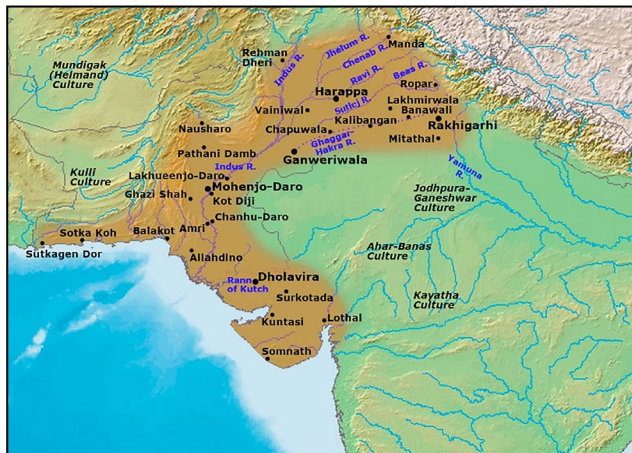 Manda
Jhelum R.
Rehman
Dheri
Indus R.
Chenab R.
Mundigak
(Helmand)
Culture
Ravi R.
Beas R.
Ropar
Harappa
Sutlej R.
Lakhmirwala
Vainiwal
Banawali
Kalibangan
Rakhigarhi
Nausharo
Chapuwala
Mitathal
Ghaggar-
Hakra R.
Pathani Damb
Ganweriwala
Yamuna
R.
Indus R.
Lakhueenjo-Daro
Kulli
Culture
Mohenjo-Daro
Jodhpura-
Ganeshwar
Culture
Ghazi Shah
Kot Diji
Chanhu-Daro
Amri
Sotka Koh
Balakot
Sutkagen Dor
Ahar-Banas
Culture
Allahdino
Dholavira
Rann
of Kutch
Surkotada
Kayatha
Culture
Kuntasi
Lothal
Somnath